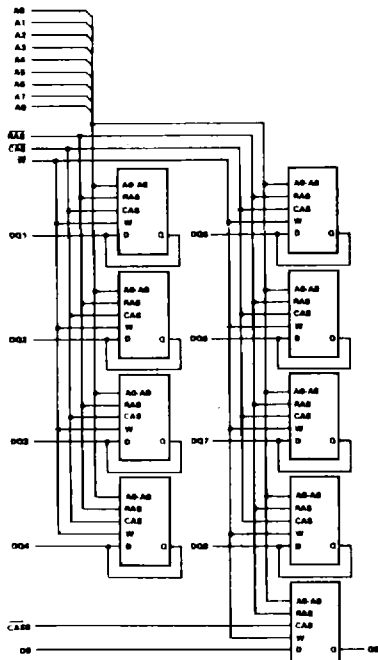 A0
A1
A2
A3
A4
A5
A6
A7
A8
RAS
CAS
W
A0-A8
RAS
CAS
W
DQ1 D Q
A0-A8
RAS
CAS
W
DQ5 D Q
A0-A8
RAS
CAS
W
DQ2 D Q
A0-A8
RAS
CAS
W
DQ6 D Q
A0-A8
RAS
CAS
W
DQ3 D Q
A0-A8
RAS
CAS
W
DQ7 D Q
A0-A8
RAS
CAS
W
DQ4 D Q
A0-A8
RAS
CAS
W
DQ8 D Q
A0-A8
RAS
CAS9 CAS
W
D9 D Q Q9